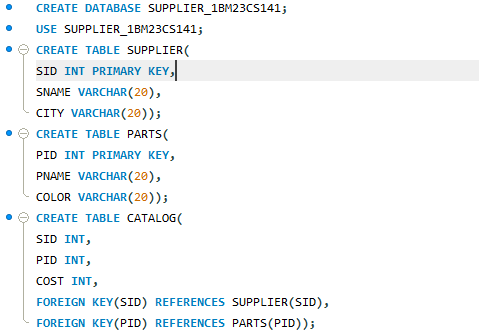 CREATE DATABASE SUPPLIER_1BM23CS141;
USE SUPPLIER_1BM23CS141;
CREATE TABLE SUPPLIER(
SID INT PRIMARY KEY,
SNAME VARCHAR(20),
CITY VARCHAR(20));
CREATE TABLE PARTS(
PID INT PRIMARY KEY,
PNAME VARCHAR(20),
COLOR VARCHAR(20));
CREATE TABLE CATALOG(
SID INT,
PID INT,
COST INT,
FOREIGN KEY(SID) REFERENCES SUPPLIER(SID),
FOREIGN KEY(PID) REFERENCES PARTS(PID));